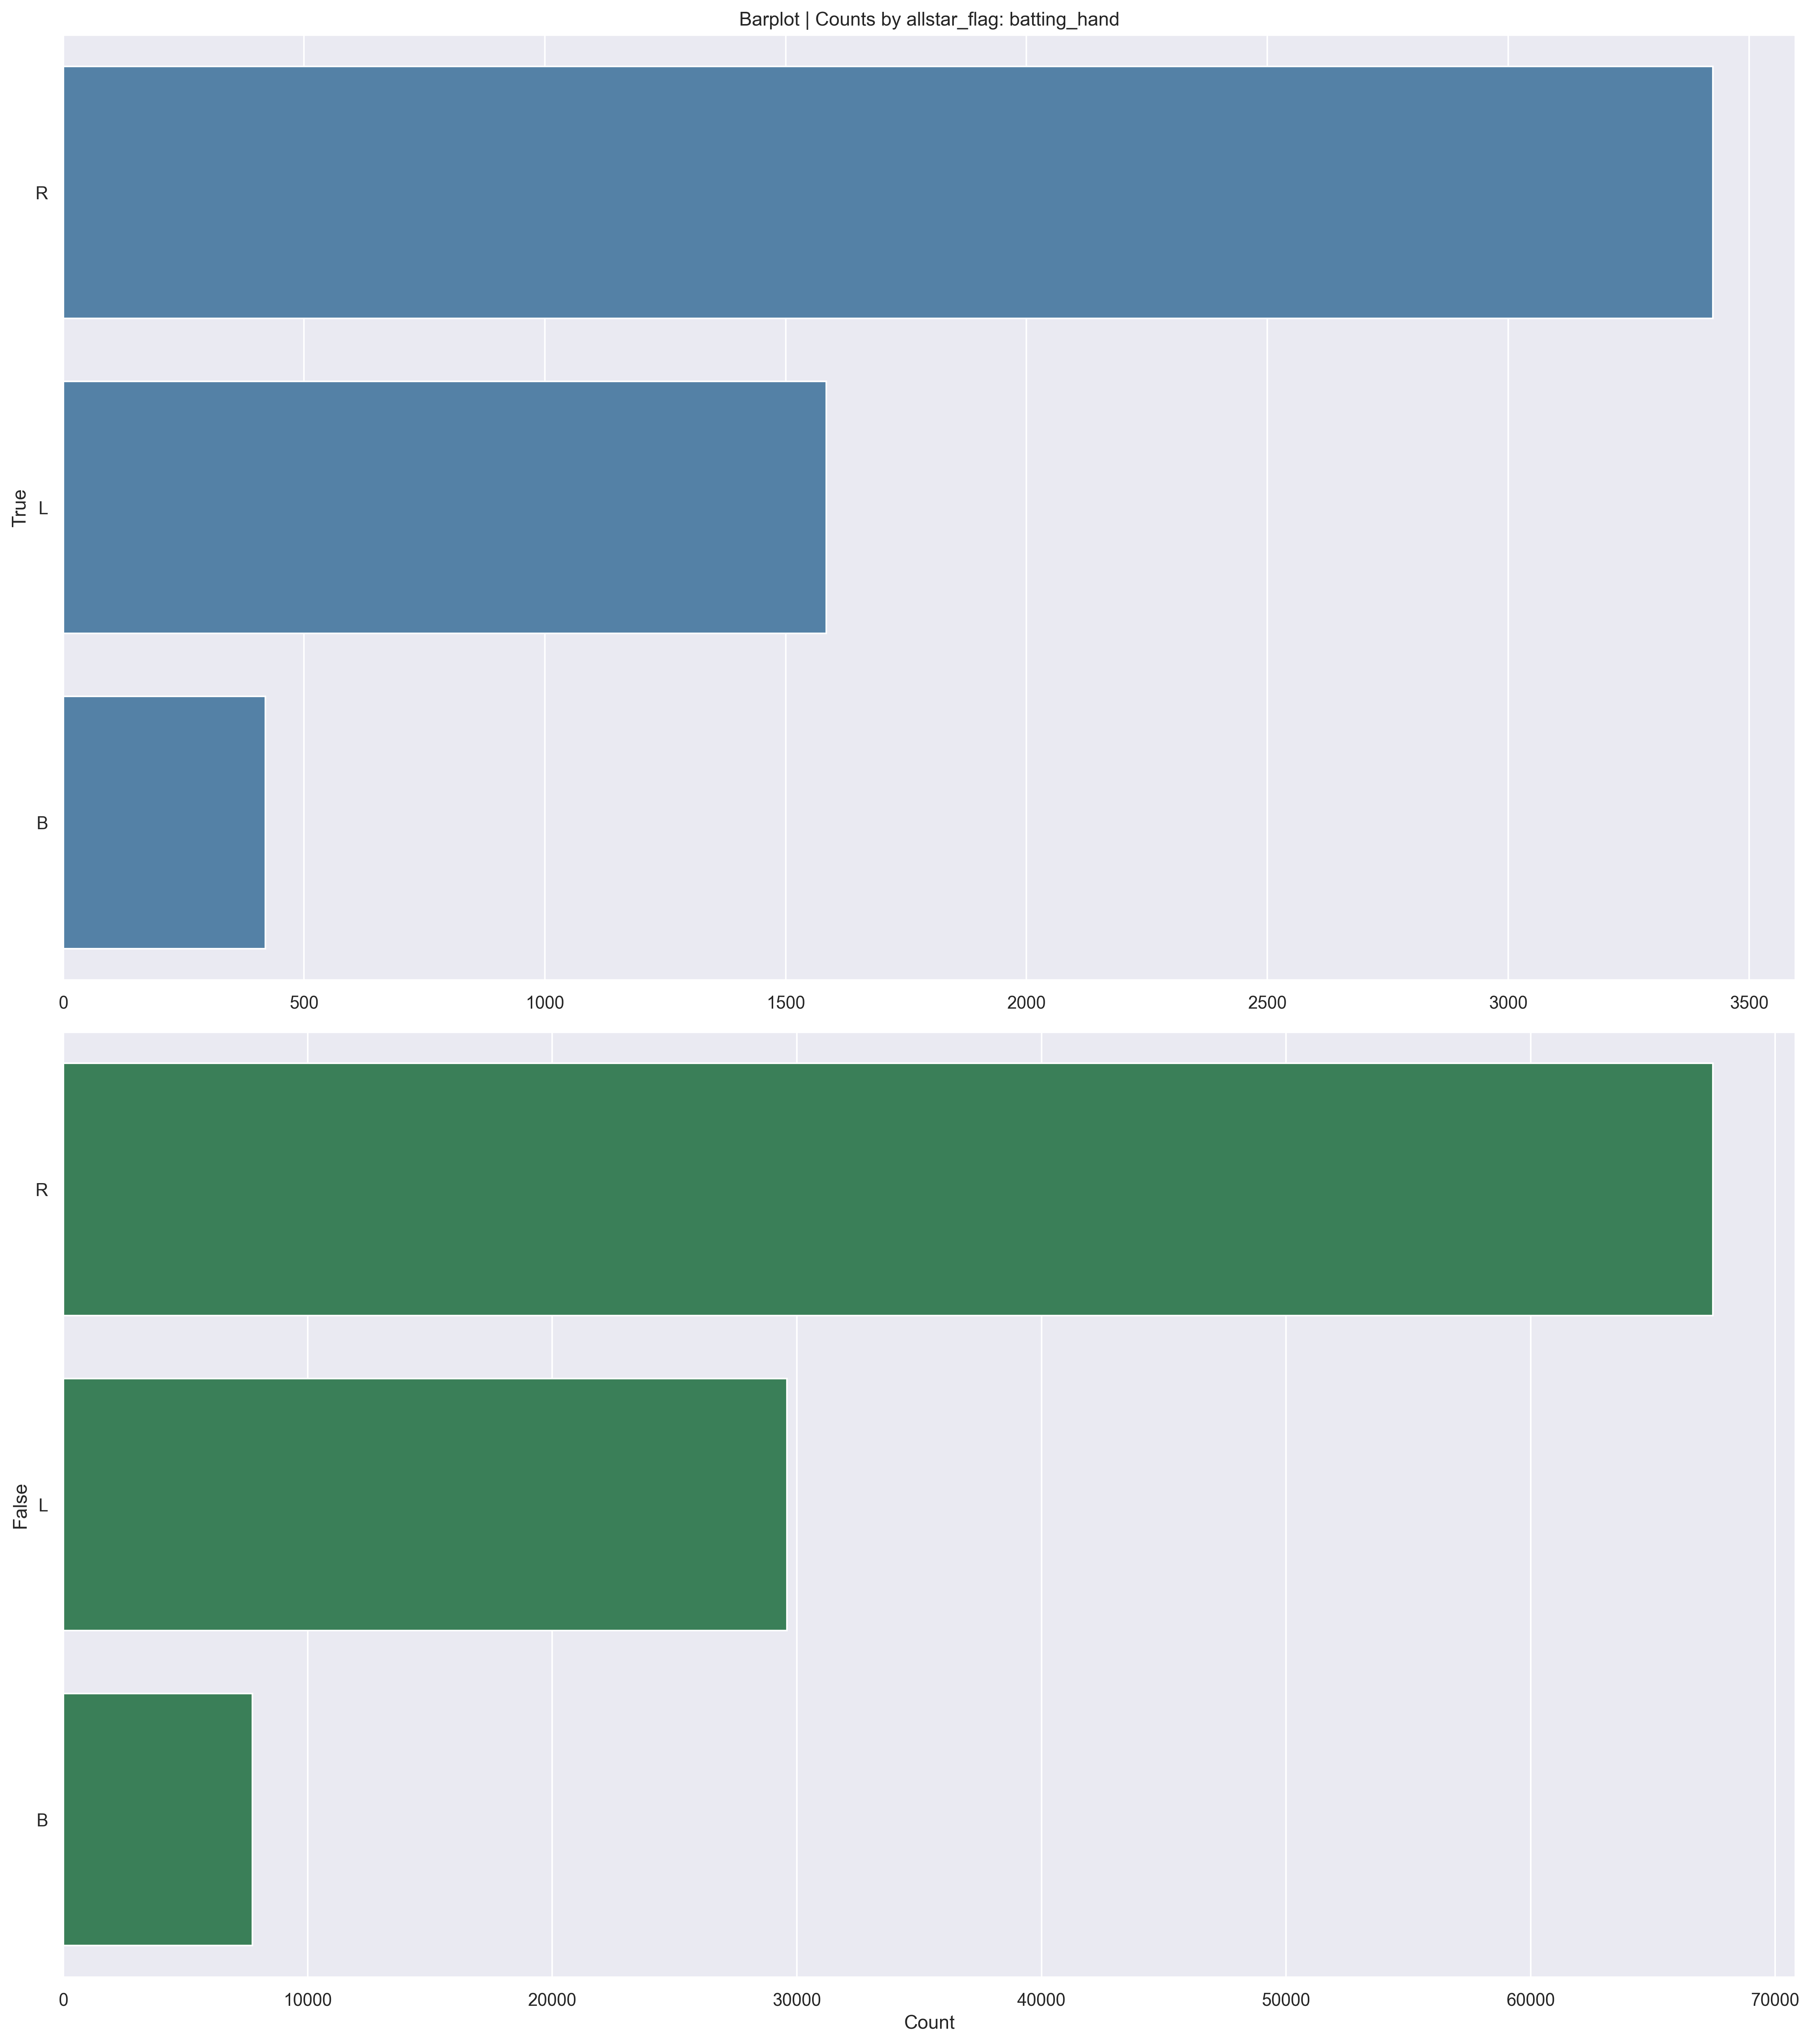 Barplot | Counts by allstar_flag: batting_hand
R
True
L
B
0 500 1000 1500 2000 2500 3000 3500
R
False
L
B
0 10000 20000 30000 40000 50000 60000 70000
Count